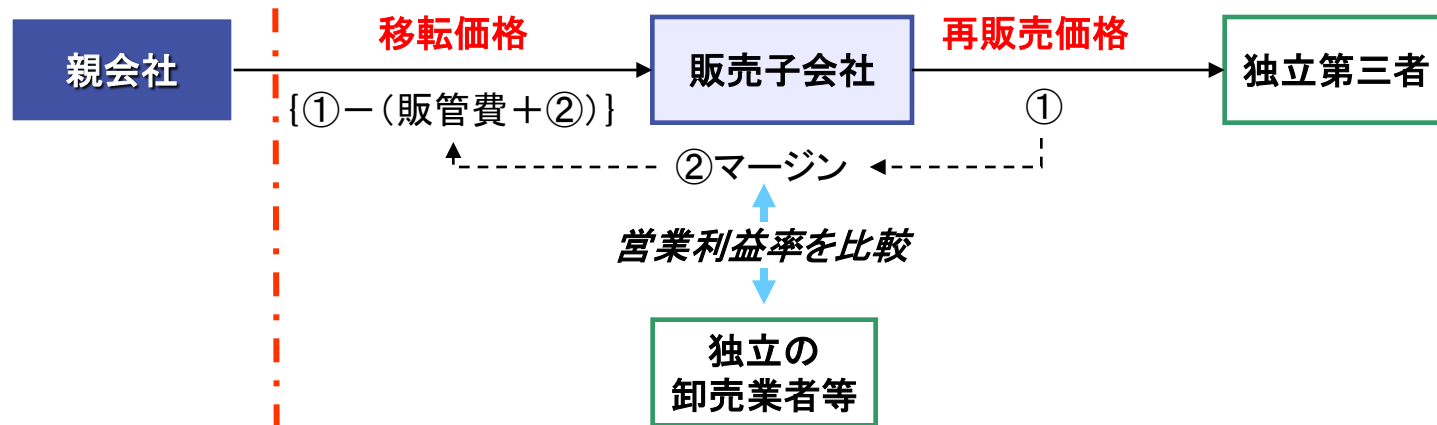 移転価格
再販売価格
親会社
販売子会社
独立第三者
{①－(販管費＋②)}
①
②マージン
営業利益率を比較
独立の
卸売業者等